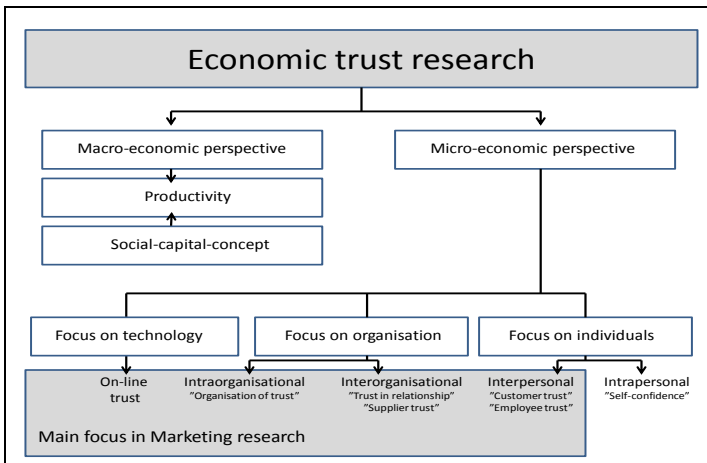 Economic trust research
Macro-economic perspective
Micro-economic perspective
Productivity
Social-capital-concept
Focus on technology
Focus on organisation
Focus on individuals
On-line
trust
Intraorganisational
”Organisation of trust”
Interorganisational
”Trust in relationship”
”Supplier trust”
Interpersonal
”Customer trust”
”Employee trust”
Intrapersonal
”Self-confidence”
Main focus in Marketing research